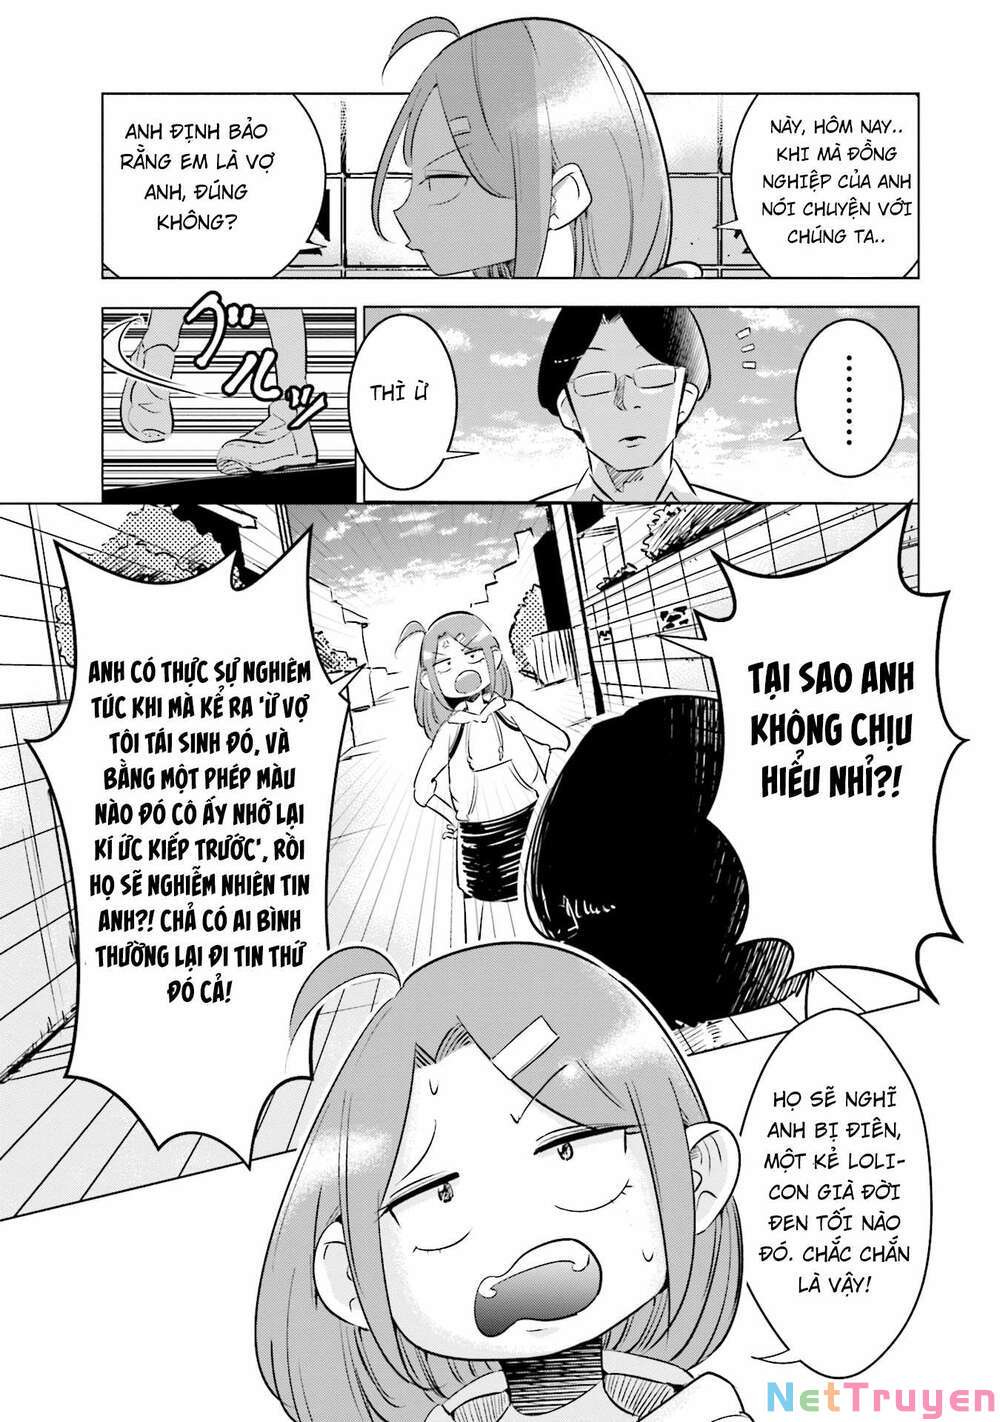 NÀY, HÔM NAY..
KHI MÀ ĐỒNG
NGHIỆP CỦA ANH
NÓI CHUYỆN VỚI
CHÚNG TA..
ANH ĐỊNH BẢO
RẰNG EM LÀ VỢ
ANH, ĐÚNG
KHÔNG?
........
THÌ Ừ
グルッ
TẠI SAO ANH
KHÔNG CHỊU
HIỂU NHỈ?!
ANH CÓ THỰC SỰ NGHIÊM
TÚC KHI MÀ KỂ RA 'Ừ VỢ
TÔI TÁI SINH ĐÓ, VÀ
BẰNG MỘT PHÉP MÀU
NÀO ĐÓ CÔ ẤY NHỚ LẠI
KÍ ỨC KIẾP TRƯỚC', RỒI
HỌ SẼ NGHIỄM NHIÊN TIN
ANH?! CHẢ CÓ AI BÌNH
THƯỜNG LẠI ĐI TIN THỨ
ĐÓ CẢ!
HỌ SẼ NGHĨ
ANH BỊ ĐIÊN,
MỘT KẺ LOLI-
CON GIÀ ĐỜI
ĐEN TỐI NÀO
ĐÓ. CHẮC CHẮN
LÀ VẬY!
NetTruyen